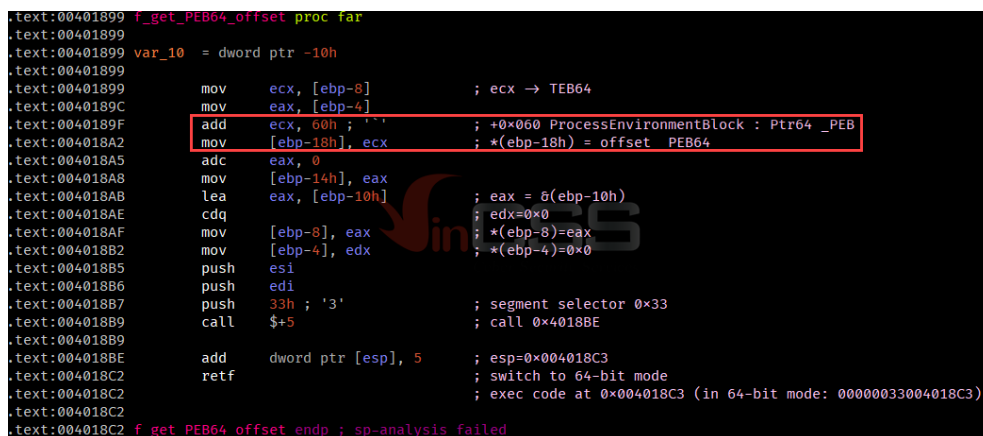 .text:00401899 f_get_PEB64_offset proc far
.text:00401899
.text:00401899 var_10  = dword ptr -10h
.text:00401899
.text:00401899         mov     ecx, [ebp-8]            ; ecx → TEB64
.text:0040189C         mov     eax, [ebp-4]
.text:0040189F         add     ecx, 60h ; '`'          ; +0×060 ProcessEnvironmentBlock : Ptr64 _PEB
.text:004018A2         mov     [ebp-18h], ecx          ; *(ebp-18h) = offset _PEB64
.text:004018A5         adc     eax, 0
.text:004018A8         mov     [ebp-14h], eax
.text:004018AB         lea     eax, [ebp-10h]          ; eax = &(ebp-10h)
.text:004018AE         cdq                             ; edx=0×0
.text:004018AF         mov     [ebp-8], eax            ; *(ebp-8)=eax
.text:004018B2         mov     [ebp-4], edx            ; *(ebp-4)=0×0
.text:004018B5         push    esi
.text:004018B6         push    edi
.text:004018B7         push    33h ; '3'               ; segment selector 0×33
.text:004018B9         call    $+5                     ; call 0×4018BE
.text:004018B9
.text:004018BE         add     dword ptr [esp], 5      ; esp=0×004018C3
.text:004018C2         retf                            ; switch to 64-bit mode
.text:004018C2                                         ; exec code at 0×004018C3 (in 64-bit mode: 00000033004018C3)
.text:004018C2
.text:004018C2 f_get_PEB64_offset endp ; sp-analysis failed
inCSS